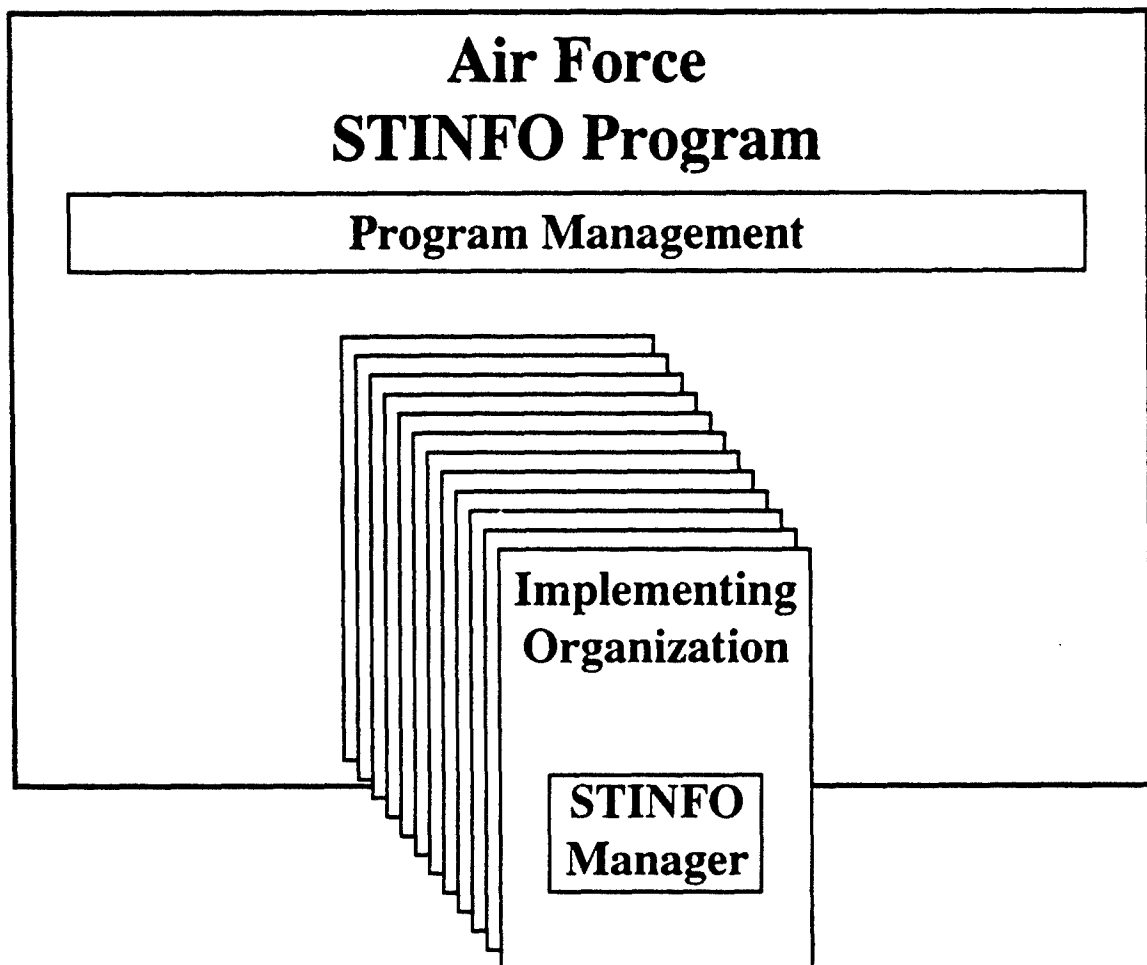 Air Force
STINFO Program
Program Management
Implementing
Organization
STINFO
Manager